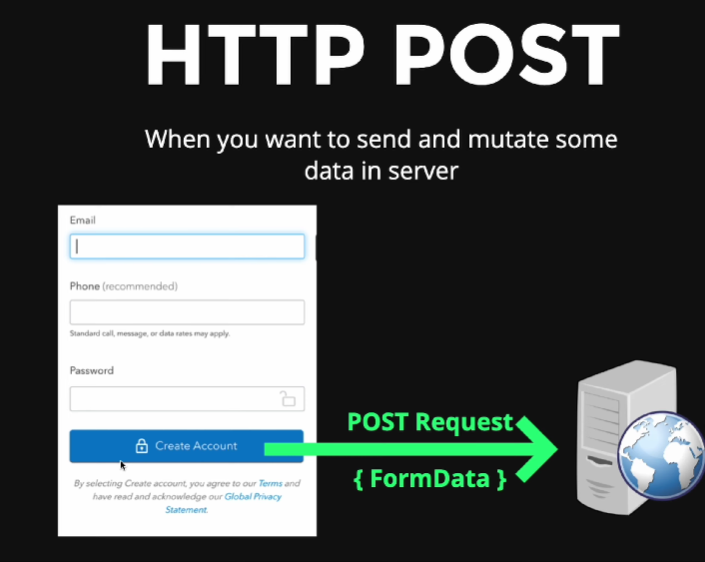 HTTP POST
When you want to send and mutate some
data in server
Email
Phone (recommended)
Standard call, message, or data rates may apply.
Password
Create Account
POST Request
{ FormData }
By selecting Create account, you agree to our Terms and
have read and acknowledge our Global Privacy
Statement.